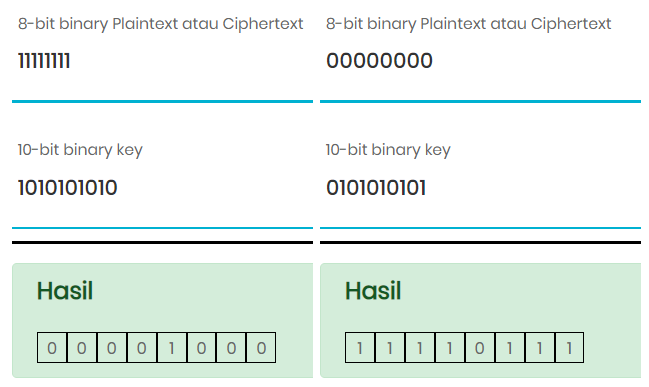 8-bit binary Plaintext atau Ciphertext
11111111
10-bit binary key
1010101010
Hasil
0 0 0 0 1 0 0 0
8-bit binary Plaintext atau Ciphertext
00000000
10-bit binary key
0101010101
Hasil
1 1 1 1 0 1 1 1